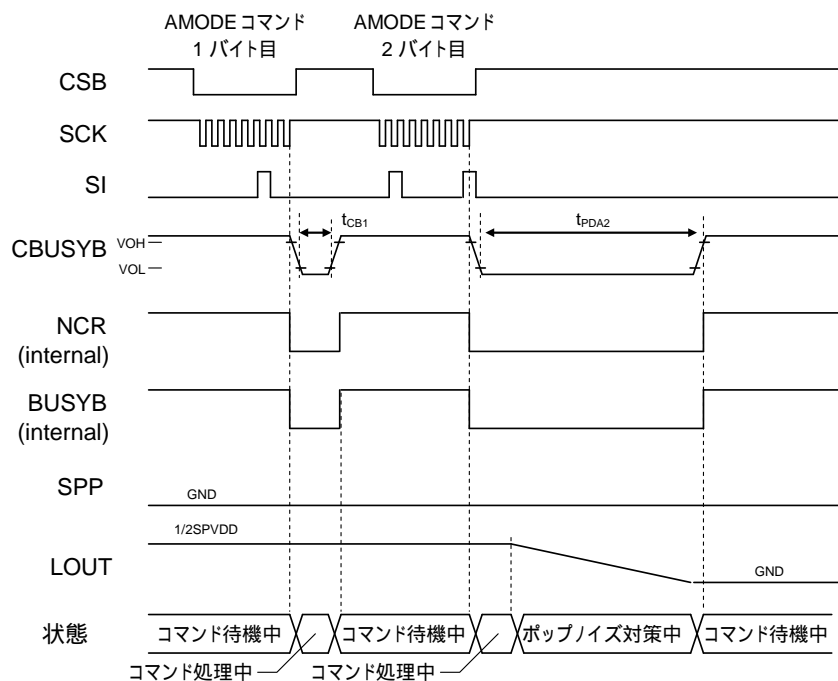 AMODE コマンド
1 バイト目
AMODE コマンド
2 バイト目
CSB
SCK
SI
tCB1
tPDA2
CBUSYB
VOH
VOL
NCR
(internal)
BUSYB
(internal)
SPP
GND
LOUT
1/2SPVDD
GND
状態
コマンド待機中
コマンド待機中
ポップノイズ対策中
コマンド待機中
コマンド処理中
コマンド処理中